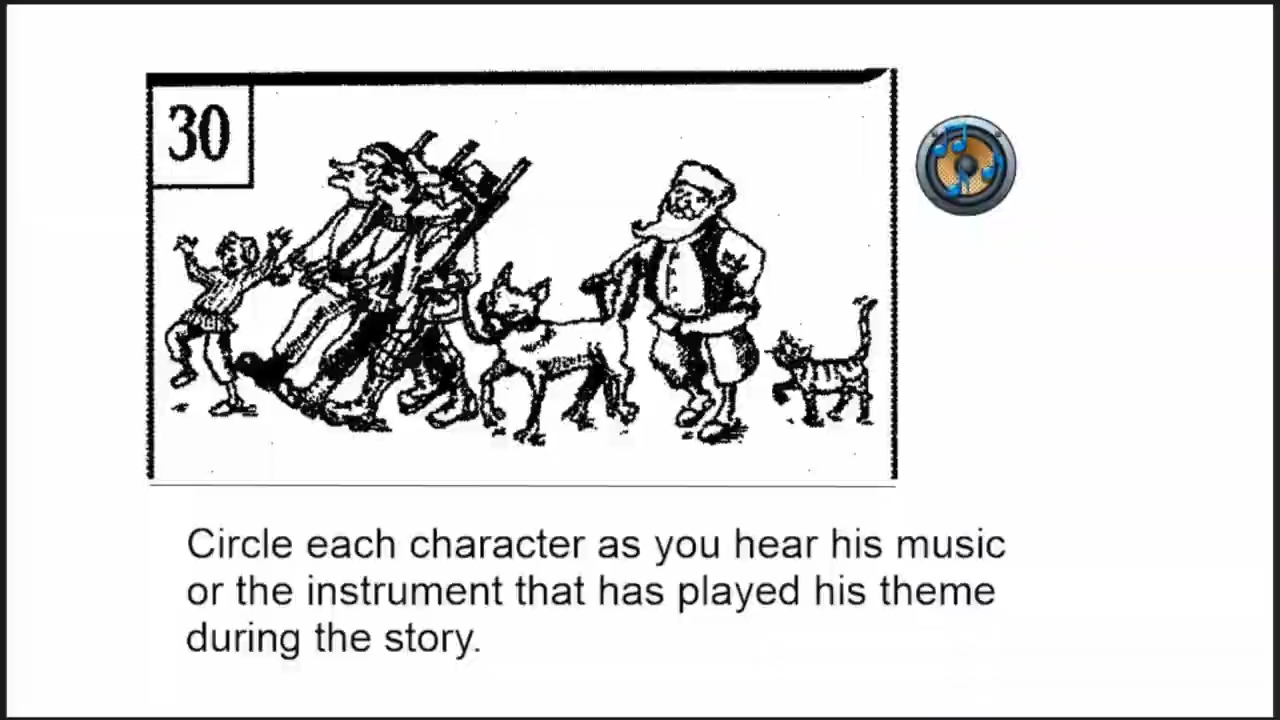 30
Circle each character as you hear his music
or the instrument that has played his theme
during the story.